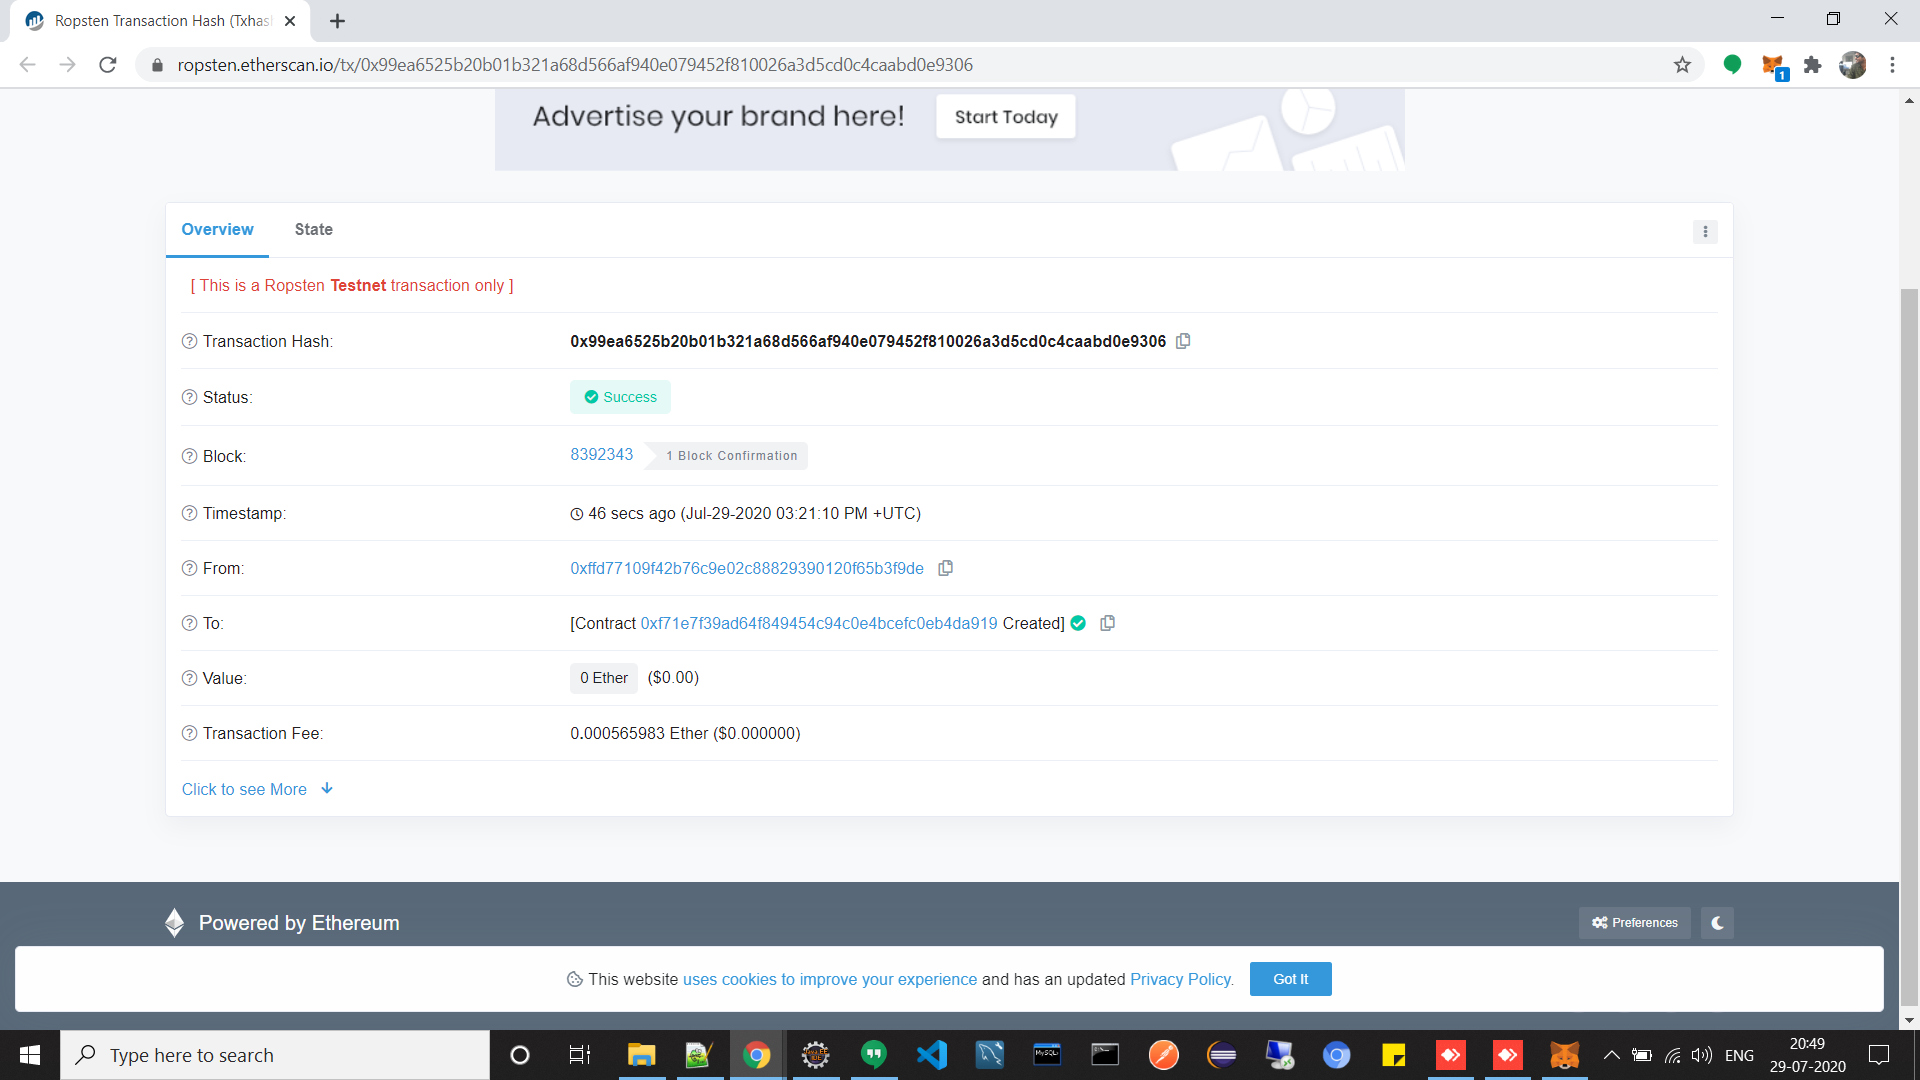 Ropsten Transaction Hash (Txhas
ropsten.etherscan.io/tx/0x99ea6525b20b01b321a68d566af940e079452f810026a3d5cd0c4caabd0e9306
1
Advertise your brand here!
Start Today
Overview
State
[ This is a Ropsten Testnet transaction only ]
Transaction Hash:
0x99ea6525b20b01b321a68d566af940e079452f810026a3d5cd0c4caabd0e9306
Status:
Success
Block:
8392343
1 Block Confirmation
Timestamp:
46 secs ago (Jul-29-2020 03:21:10 PM +UTC)
From:
0xffd77109f42b76c9e02c88829390120f65b3f9de
To:
[Contract 0xf71e7f39ad64f849454c94c0e4bcefc0eb4da919 Created]
Value:
0 Ether
($0.00)
Transaction Fee:
0.000565983 Ether ($0.000000)
Click to see More
Powered by Ethereum
Preferences
This website uses cookies to improve your experience and has an updated Privacy Policy.
Got It
Type here to search
ENG
20:49
29-07-2020